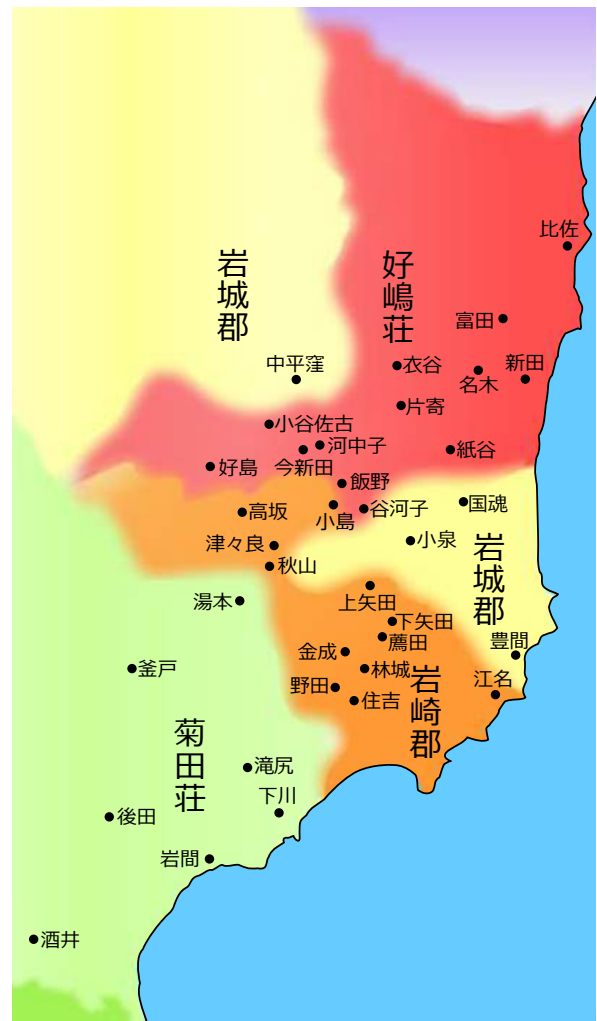 比佐
岩城郡
好嶋荘
富田
中平窪
衣谷
名木
新田
片寄
小谷佐古
河中子
今新田
紙谷
好島
飯野
高坂
小島
谷河子
国魂
津々良
小泉
岩城郡
秋山
上矢田
湯本
下矢田
薦田
豊間
金成
釜戸
林城
江名
野田
住吉
岩崎郡
菊田荘
滝尻
下川
後田
岩間
酒井